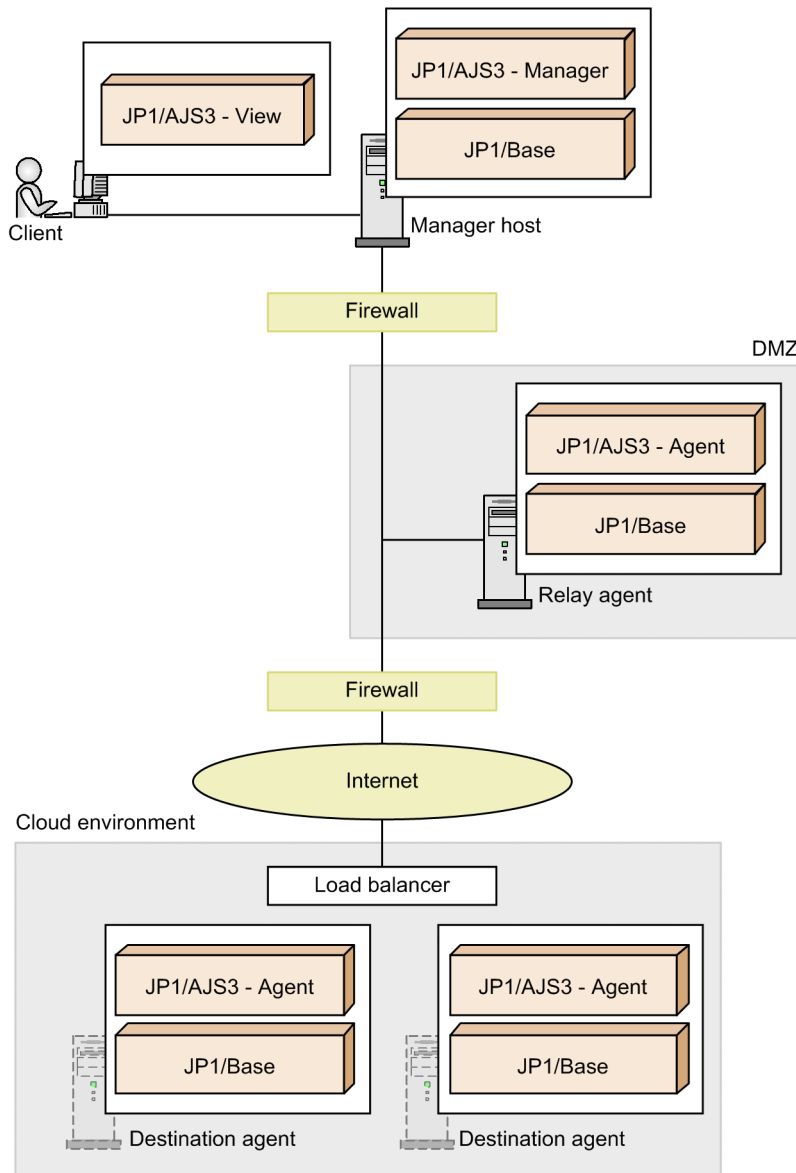 JP1/AJS3 - View
JP1/AJS3 - Manager
JP1/Base
Client
Manager host
Firewall
DMZ
JP1/AJS3 - Agent
JP1/Base
Relay agent
Firewall
Internet
Cloud environment
Load balancer
JP1/AJS3 - Agent
JP1/Base
Destination agent
JP1/AJS3 - Agent
JP1/Base
Destination agent